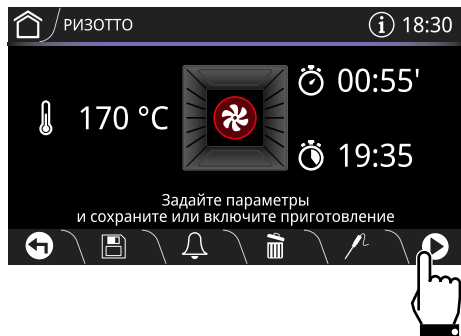 РИЗОТТО
i 18:30
170 °C
00:55'
19:35
Задайте параметры
и сохраните или включите приготовление